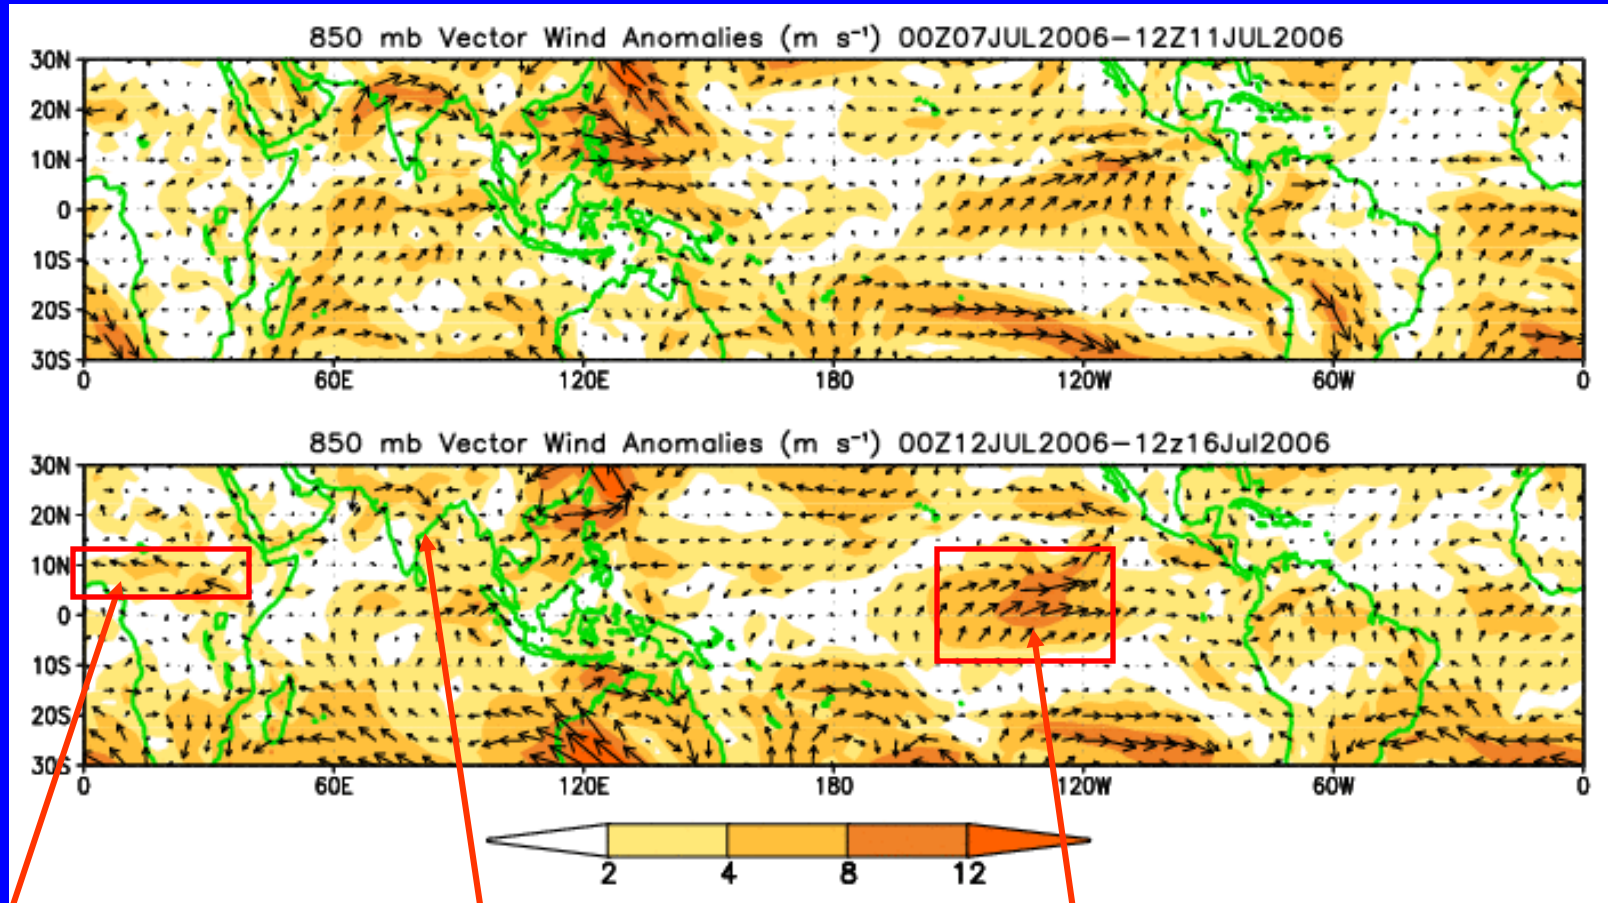 850 mb Vector Wind Anomalies (m s⁻¹) 00Z07JUL2006–12Z11JUL2006
30N
20N
10N
0
10S
20S
30S
0 60E 120E 180 120W 60W 0
850 mb Vector Wind Anomalies (m s⁻¹) 00Z12JUL2006–12z16Jul2006
30N
20N
10N
0
10S
20S
30S
0 60E 120E 180 120W 60W 0
2 4 8 12